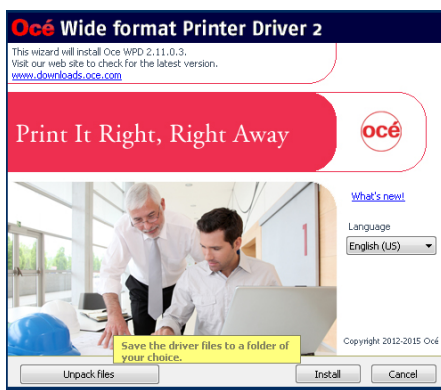 Océ Wide format Printer Driver 2
This wizard will install Oce WPD 2.11.0.3.
Visit our web site to check for the latest version.
www.downloads.oce.com
Print It Right, Right Away
océ
What's new!
Language
English (US)
Save the driver files to a folder of
your choice.
Copyright 2012-2015 Océ
Unpack files
Install
Cancel